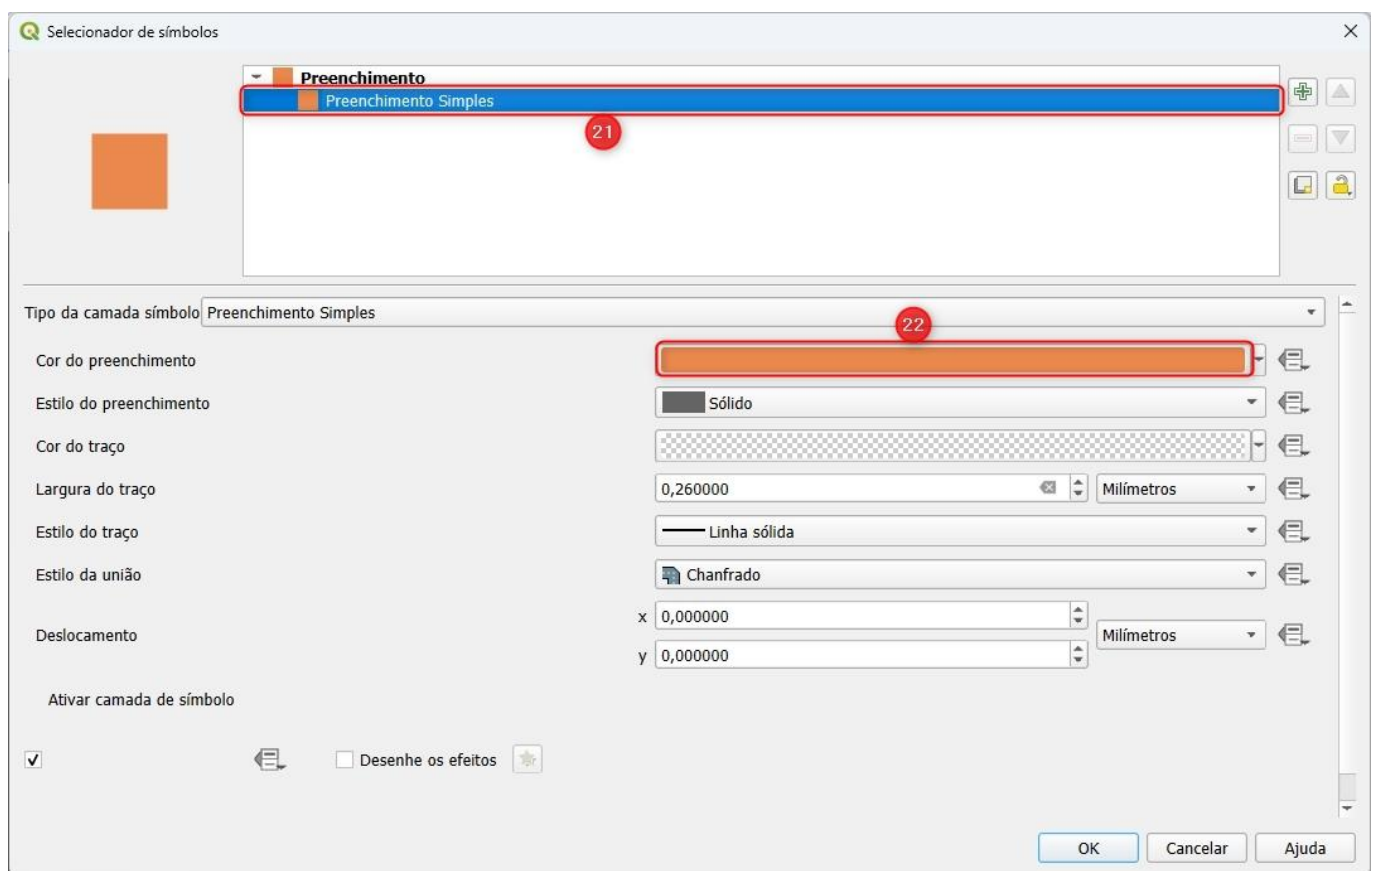 Selecionador de símbolos
Preenchimento
Preenchimento Simples
21
Tipo da camada símbolo Preenchimento Simples
22
Cor do preenchimento
Estilo do preenchimento Sólido
Cor do traço
Largura do traço 0,260000 Milímetros
Estilo do traço Linha sólida
Estilo da união Chanfrado
x 0,000000
Deslocamento Milímetros
y 0,000000
Ativar camada de símbolo
Desenhe os efeitos
OK Cancelar Ajuda